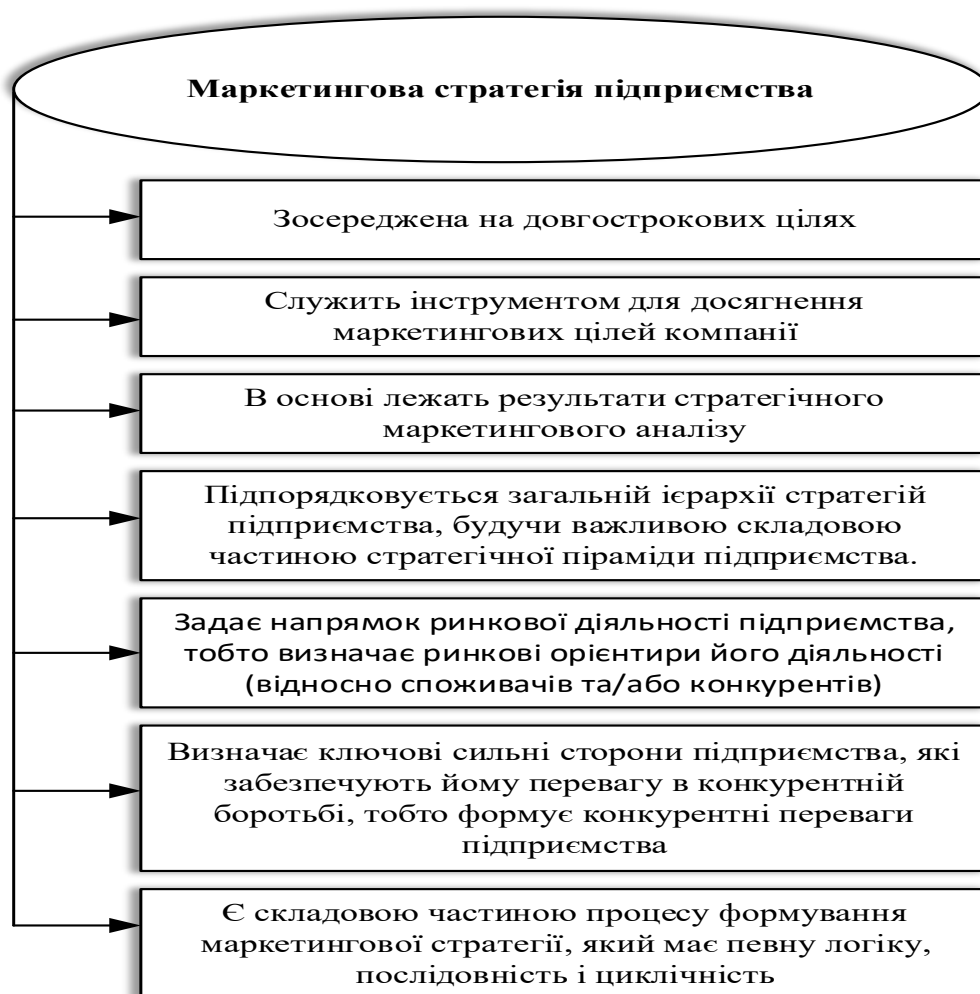 Маркетингова стратегія підприємства
Зосереджена на довгострокових цілях
Служить інструментом для досягнення
маркетингових цілей компанії
В основі лежать результати стратегічного
маркетингового аналізу
Підпорядковується загальній ієрархії стратегій
підприємства, будучи важливою складовою
частиною стратегічної піраміди підприємства.
Задає напрямок ринкової діяльності підприємства,
тобто визначає ринкові орієнтири його діяльності
(відносно споживачів та/або конкурентів)
Визначає ключові сильні сторони підприємства, які
забезпечують йому перевагу в конкурентній
боротьбі, тобто формує конкурентні переваги
підприємства
Є складовою частиною процесу формування
маркетингової стратегії, який має певну логіку,
послідовність і циклічність